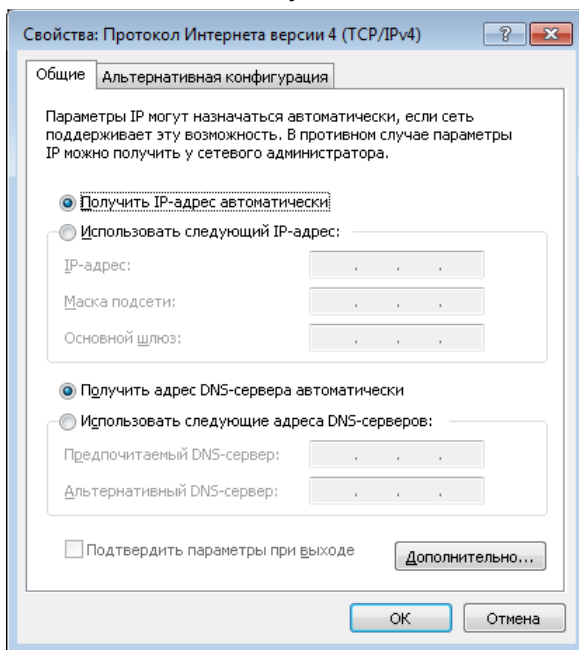 Свойства: Протокол Интернета версии 4 (TCP/IPv4)
Общие Альтернативная конфигурация
Параметры IP могут назначаться автоматически, если сеть
поддерживает эту возможность. В противном случае параметры
IP можно получить у сетевого администратора.
Получить IP-адрес автоматически
Использовать следующий IP-адрес:
IP-адрес: . . .
Маска подсети: . . .
Основной шлюз: . . .
Получить адрес DNS-сервера автоматически
Использовать следующие адреса DNS-серверов:
Предпочитаемый DNS-сервер: . . .
Альтернативный DNS-сервер: . . .
Подтвердить параметры при выходе
Дополнительно...
ОК Отмена